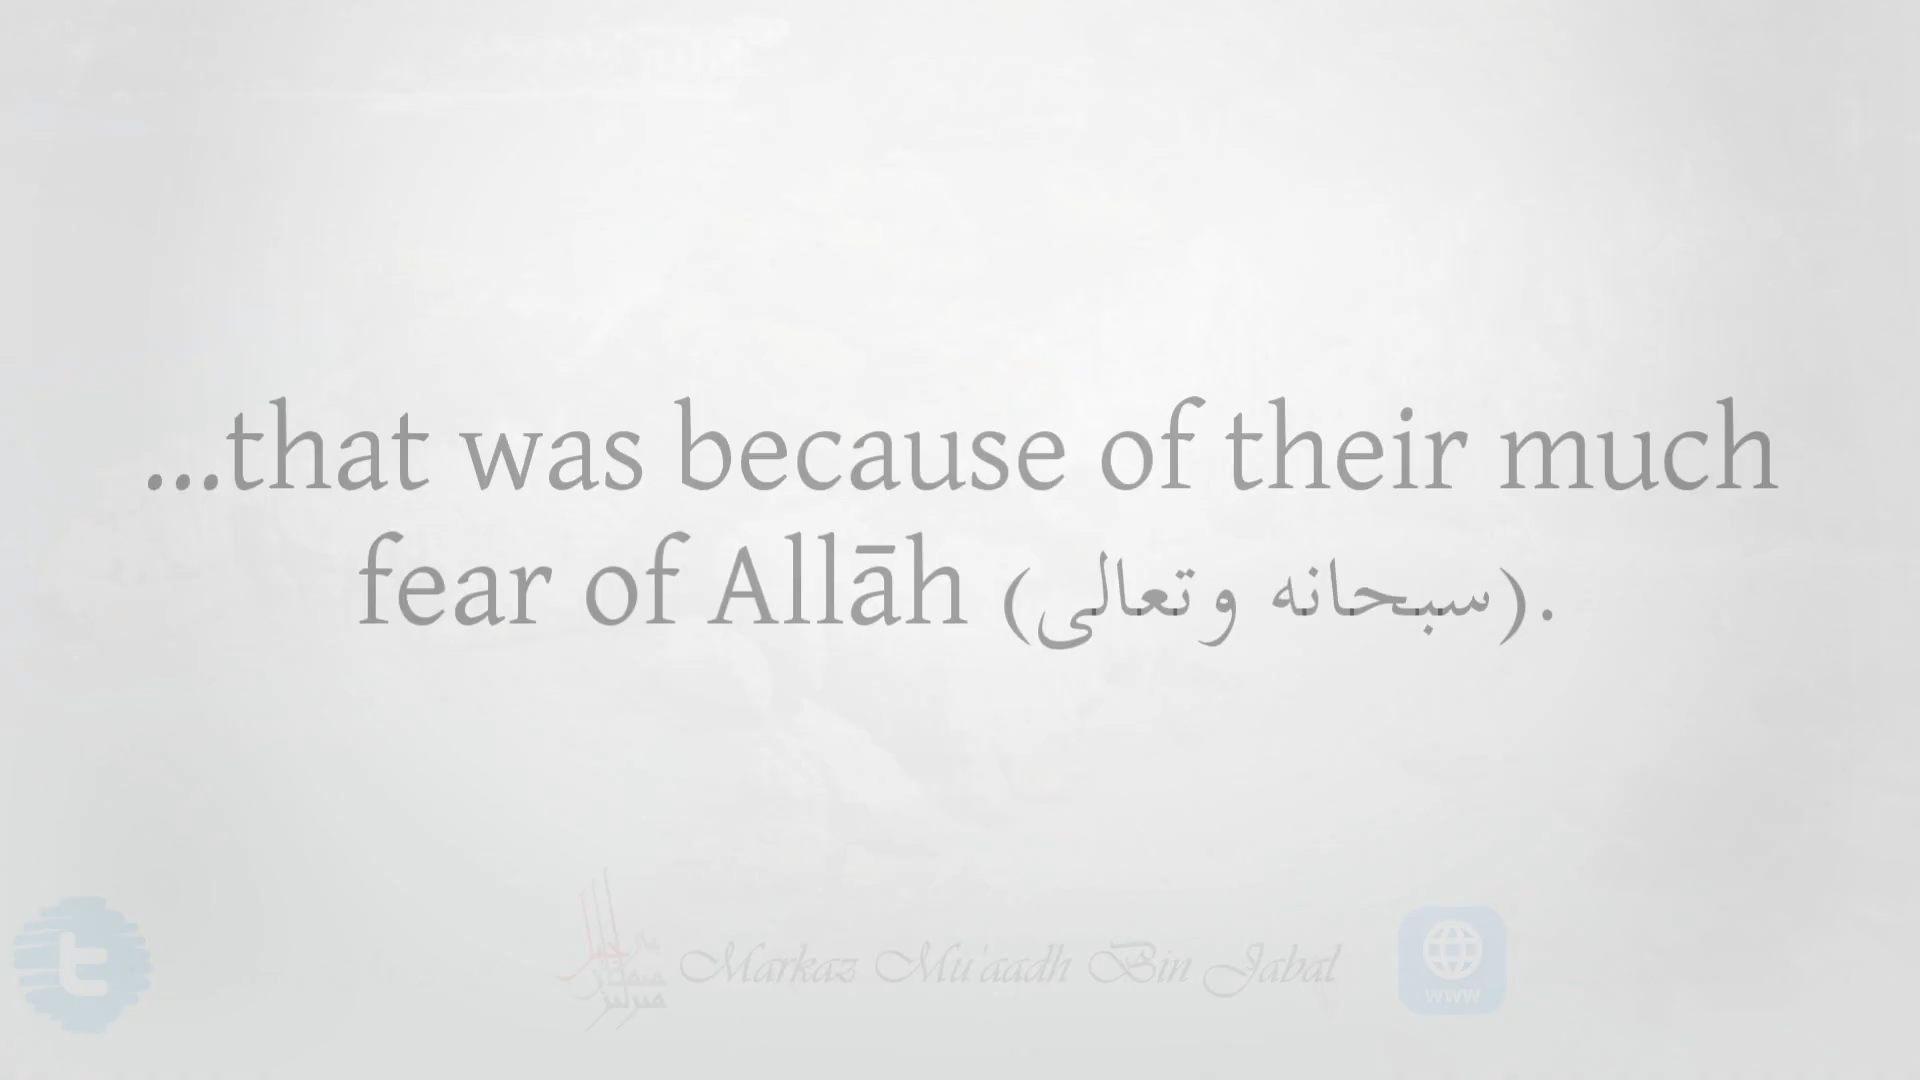 ...that was because of their much
fear of Allāh (سبحانه وتعالى).
Markaz Mu'aadh Bin Jabal
www